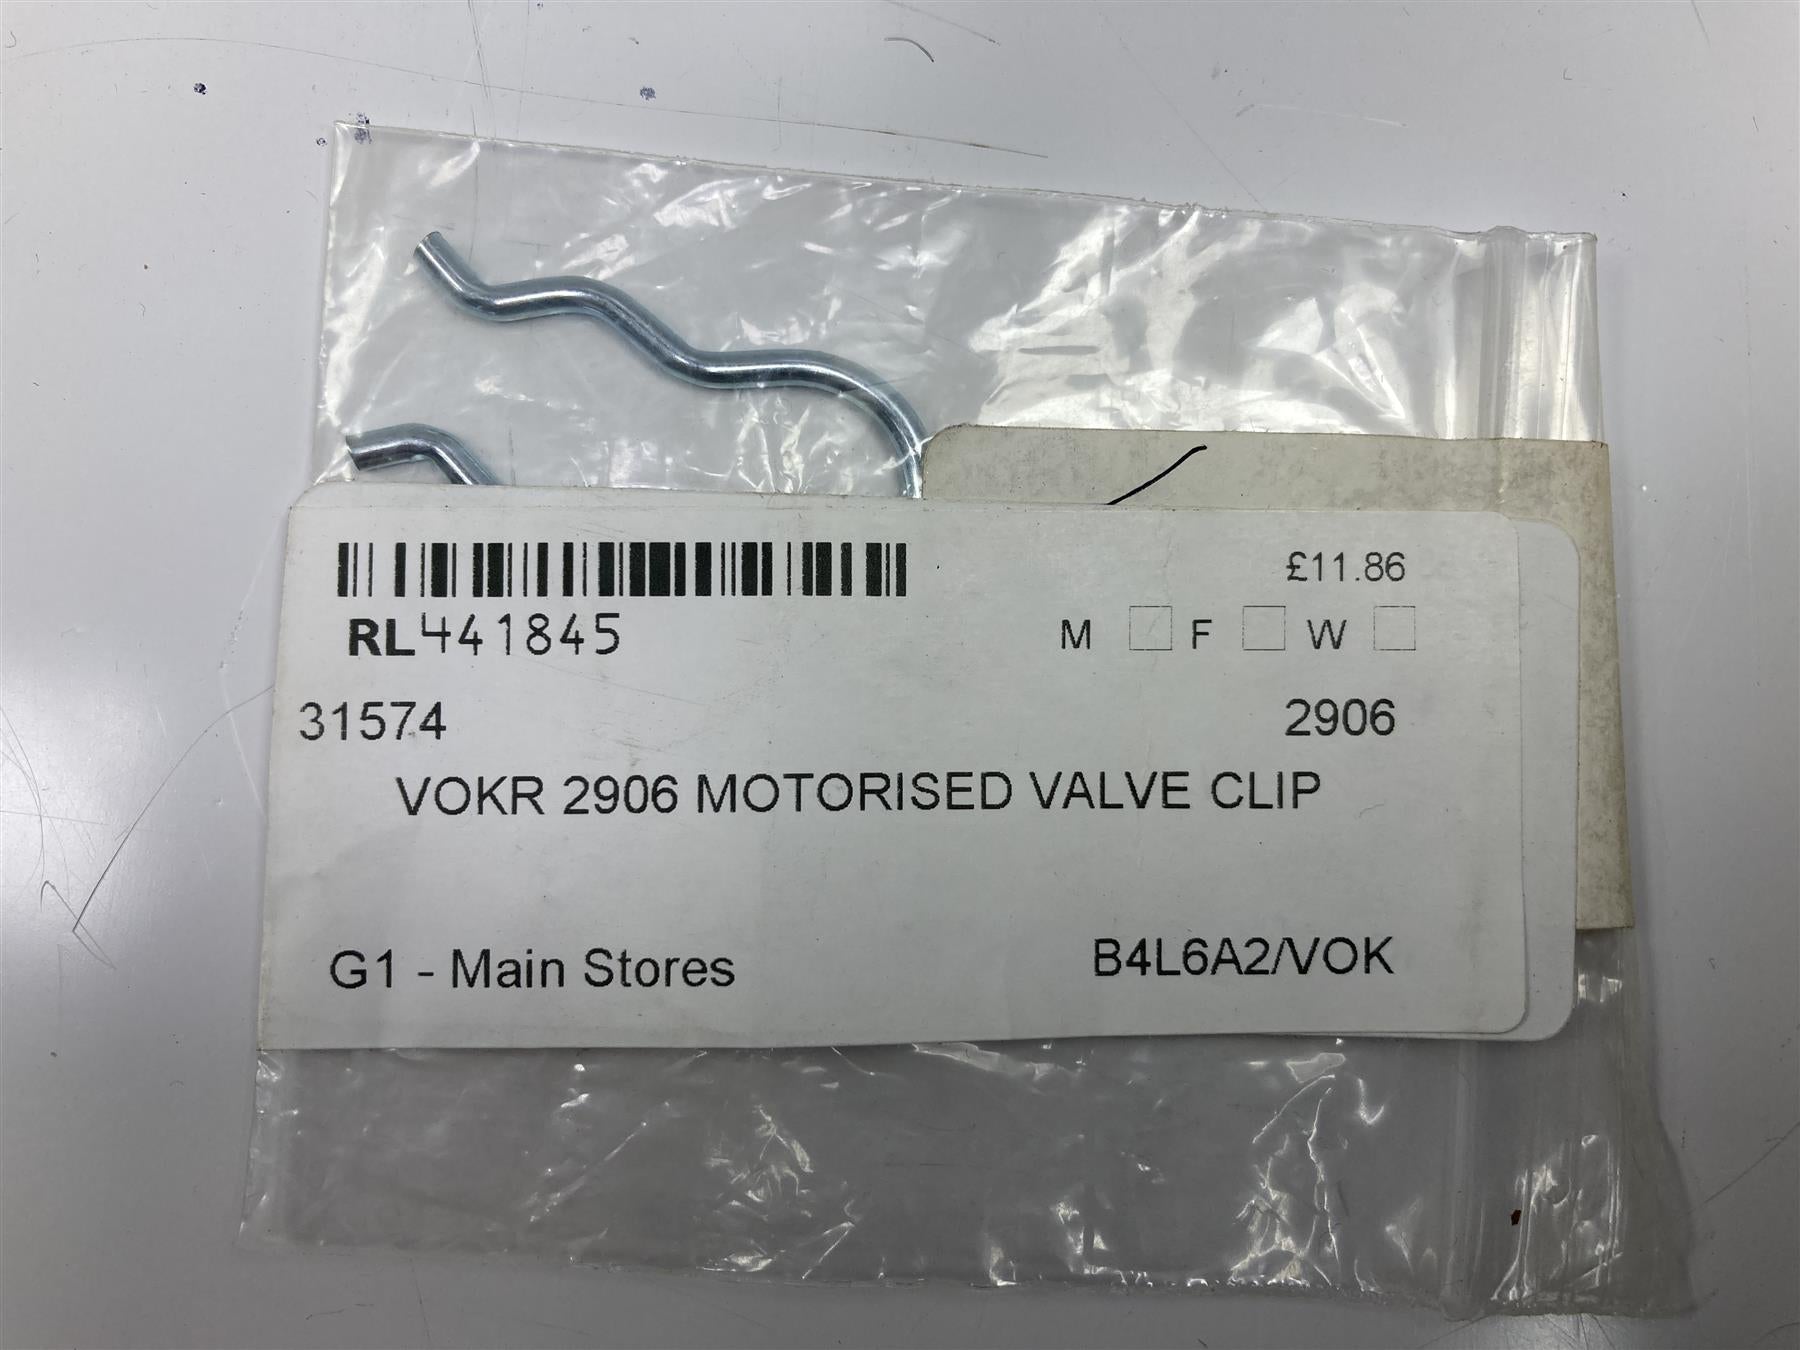 £11.86
RL441845 M F W
31574 2906
VOKR 2906 MOTORISED VALVE CLIP
G1 - Main Stores B4L6A2/VOK